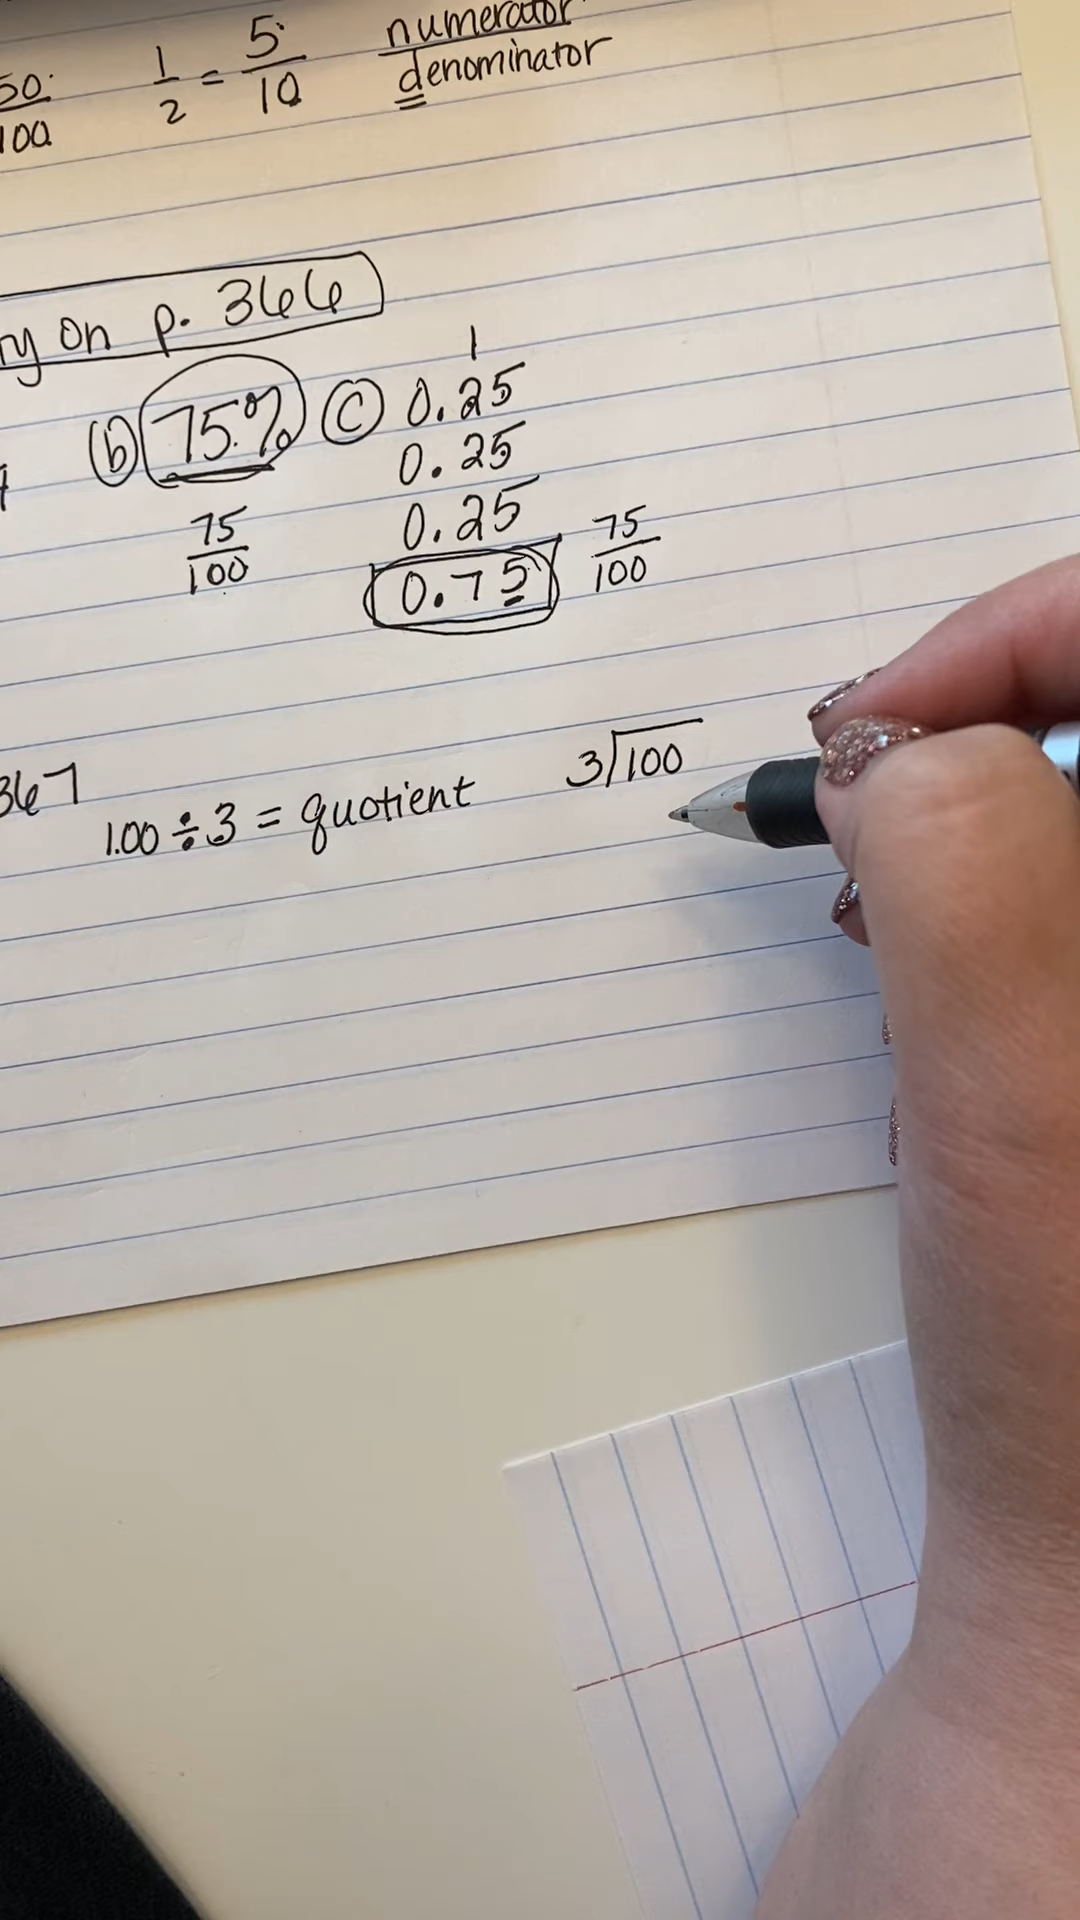 50
100
1/2 = 5/10
numerator
denominator
on p. 366
(b) 75%
75
100
(c)
1
0.25
0.25
0.25
0.75
75
100
367
1.00 ÷ 3 = quotient
3)100